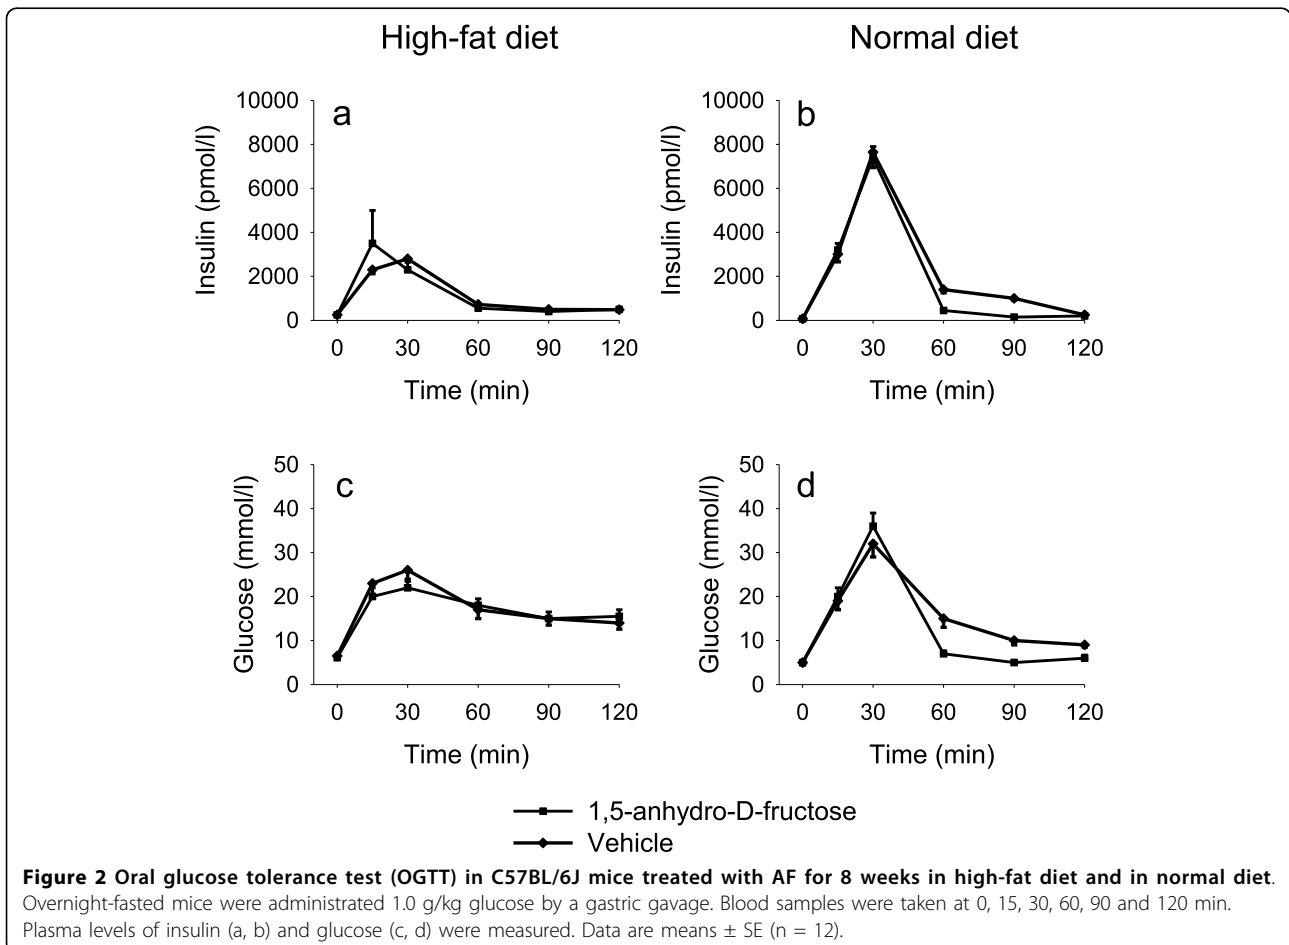 High-fat diet
Normal diet
a
10000
8000
6000
4000
2000
0
Insulin (pmol/l)
0 30 60 90 120
Time (min)
b
10000
8000
6000
4000
2000
0
Insulin (pmol/l)
0 30 60 90 120
Time (min)
c
50
40
30
20
10
0
Glucose (mmol/l)
0 30 60 90 120
Time (min)
d
50
40
30
20
10
0
Glucose (mmol/l)
0 30 60 90 120
Time (min)
1,5-anhydro-D-fructose
Vehicle
Figure 2 Oral glucose tolerance test (OGTT) in C57BL/6J mice treated with AF for 8 weeks in high-fat diet and in normal diet.
Overnight-fasted mice were administrated 1.0 g/kg glucose by a gastric gavage. Blood samples were taken at 0, 15, 30, 60, 90 and 120 min.
Plasma levels of insulin (a, b) and glucose (c, d) were measured. Data are means ± SE (n = 12).